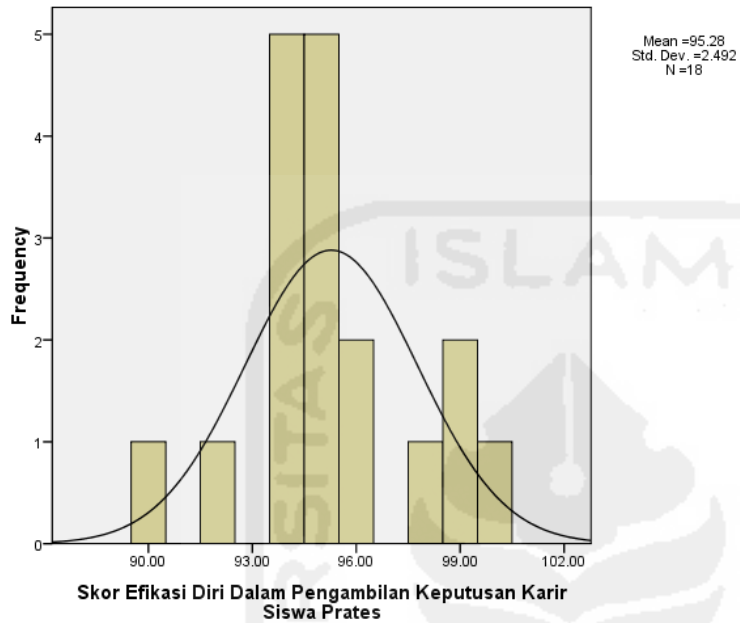 Mean =95.28
Std. Dev. =2.492
N =18
5
4
3
2
1
0
Frequency
90.00 93.00 96.00 99.00 102.00
Skor Efikasi Diri Dalam Pengambilan Keputusan Karir
Siswa Prates
ISLAM
RSITAS